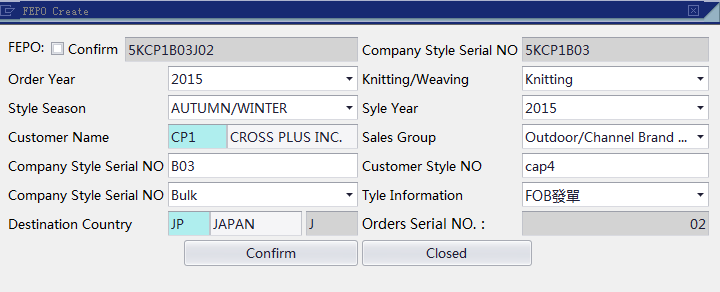 FEPO Create
FEPO: Confirm 5KCP1B03J02 Company Style Serial NO 5KCP1B03
Order Year 2015 Knitting/Weaving Knitting
Style Season AUTUMN/WINTER Syle Year 2015
Customer Name CP1 CROSS PLUS INC. Sales Group Outdoor/Channel Brand ...
Company Style Serial NO B03 Customer Style NO cap4
Company Style Serial NO Bulk Tyle Information FOB發單
Destination Country JP JAPAN J Orders Serial NO. : 02
Confirm Closed